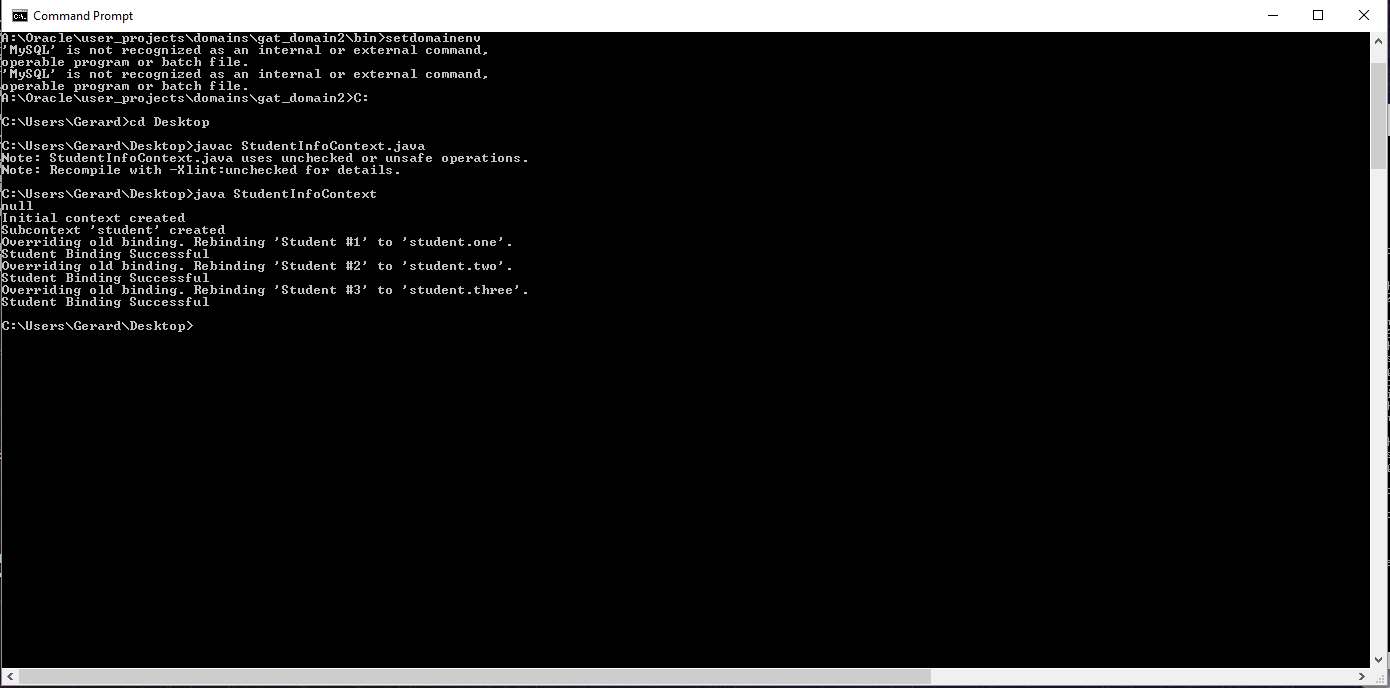 Command Prompt
A:\Oracle\user_projects\domains\gat_domain2\bin>setdomainenv
'MySQL' is not recognized as an internal or external command,
operable program or batch file.
'MySQL' is not recognized as an internal or external command,
operable program or batch file.
A:\Oracle\user_projects\domains\gat_domain2>C:
C:\Users\Gerard>cd Desktop
C:\Users\Gerard\Desktop>javac StudentInfoContext.java
Note: StudentInfoContext.java uses unchecked or unsafe operations.
Note: Recompile with -Xlint:unchecked for details.
C:\Users\Gerard\Desktop>java StudentInfoContext
null
Initial context created
Subcontext 'student' created
Overriding old binding. Rebinding 'Student #1' to 'student.one'.
Student Binding Successful
Overriding old binding. Rebinding 'Student #2' to 'student.two'.
Student Binding Successful
Overriding old binding. Rebinding 'Student #3' to 'student.three'.
Student Binding Successful
C:\Users\Gerard\Desktop>